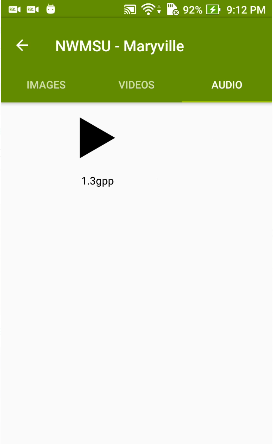 92% 9:12 PM
NWMSU - Maryville
IMAGES VIDEOS AUDIO
1.3gpp